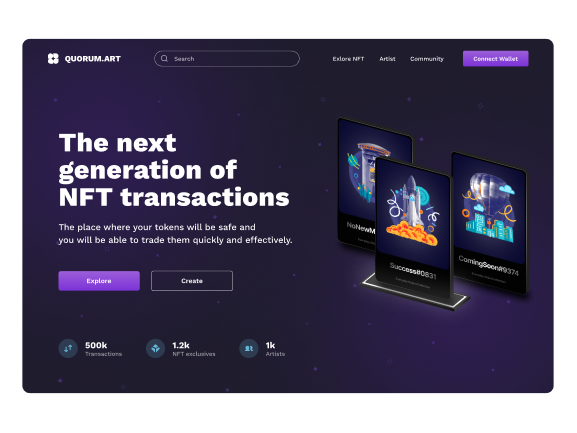 QUORUM.ART
Search
Exlore NFT
Artist
Community
Connect Wallet
The next
generation of
NFT transactions
The place where your tokens will be safe and
you will be able to trade them quickly and effectively.
Explore
Create
NoNewM
Success#0831
ComingSoon#9374
500k
Transactions
1.2k
NFT exclusives
1k
Artists